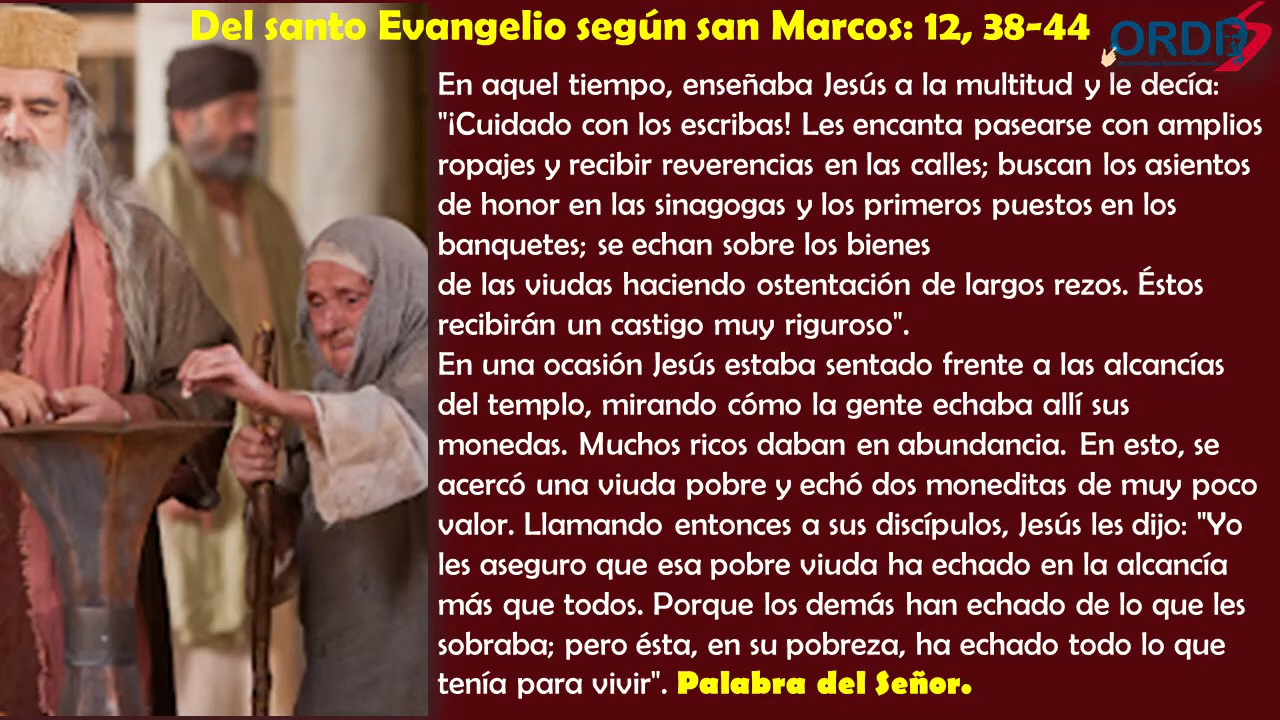 Del santo Evangelio según san Marcos: 12, 38-44
En aquel tiempo, enseñaba Jesús a la multitud y le decía:
"¡Cuidado con los escribas! Les encanta pasearse con amplios
ropajes y recibir reverencias en las calles; buscan los asientos
de honor en las sinagogas y los primeros puestos en los
banquetes; se echan sobre los bienes
de las viudas haciendo ostentación de largos rezos. Éstos
recibirán un castigo muy riguroso".
En una ocasión Jesús estaba sentado frente a las alcancías
del templo, mirando cómo la gente echaba allí sus
monedas. Muchos ricos daban en abundancia. En esto, se
acercó una viuda pobre y echó dos moneditas de muy poco
valor. Llamando entonces a sus discípulos, Jesús les dijo: "Yo
les aseguro que esa pobre viuda ha echado en la alcancía
más que todos. Porque los demás han echado de lo que les
sobraba; pero ésta, en su pobreza, ha echado todo lo que
tenía para vivir". Palabra del Señor.